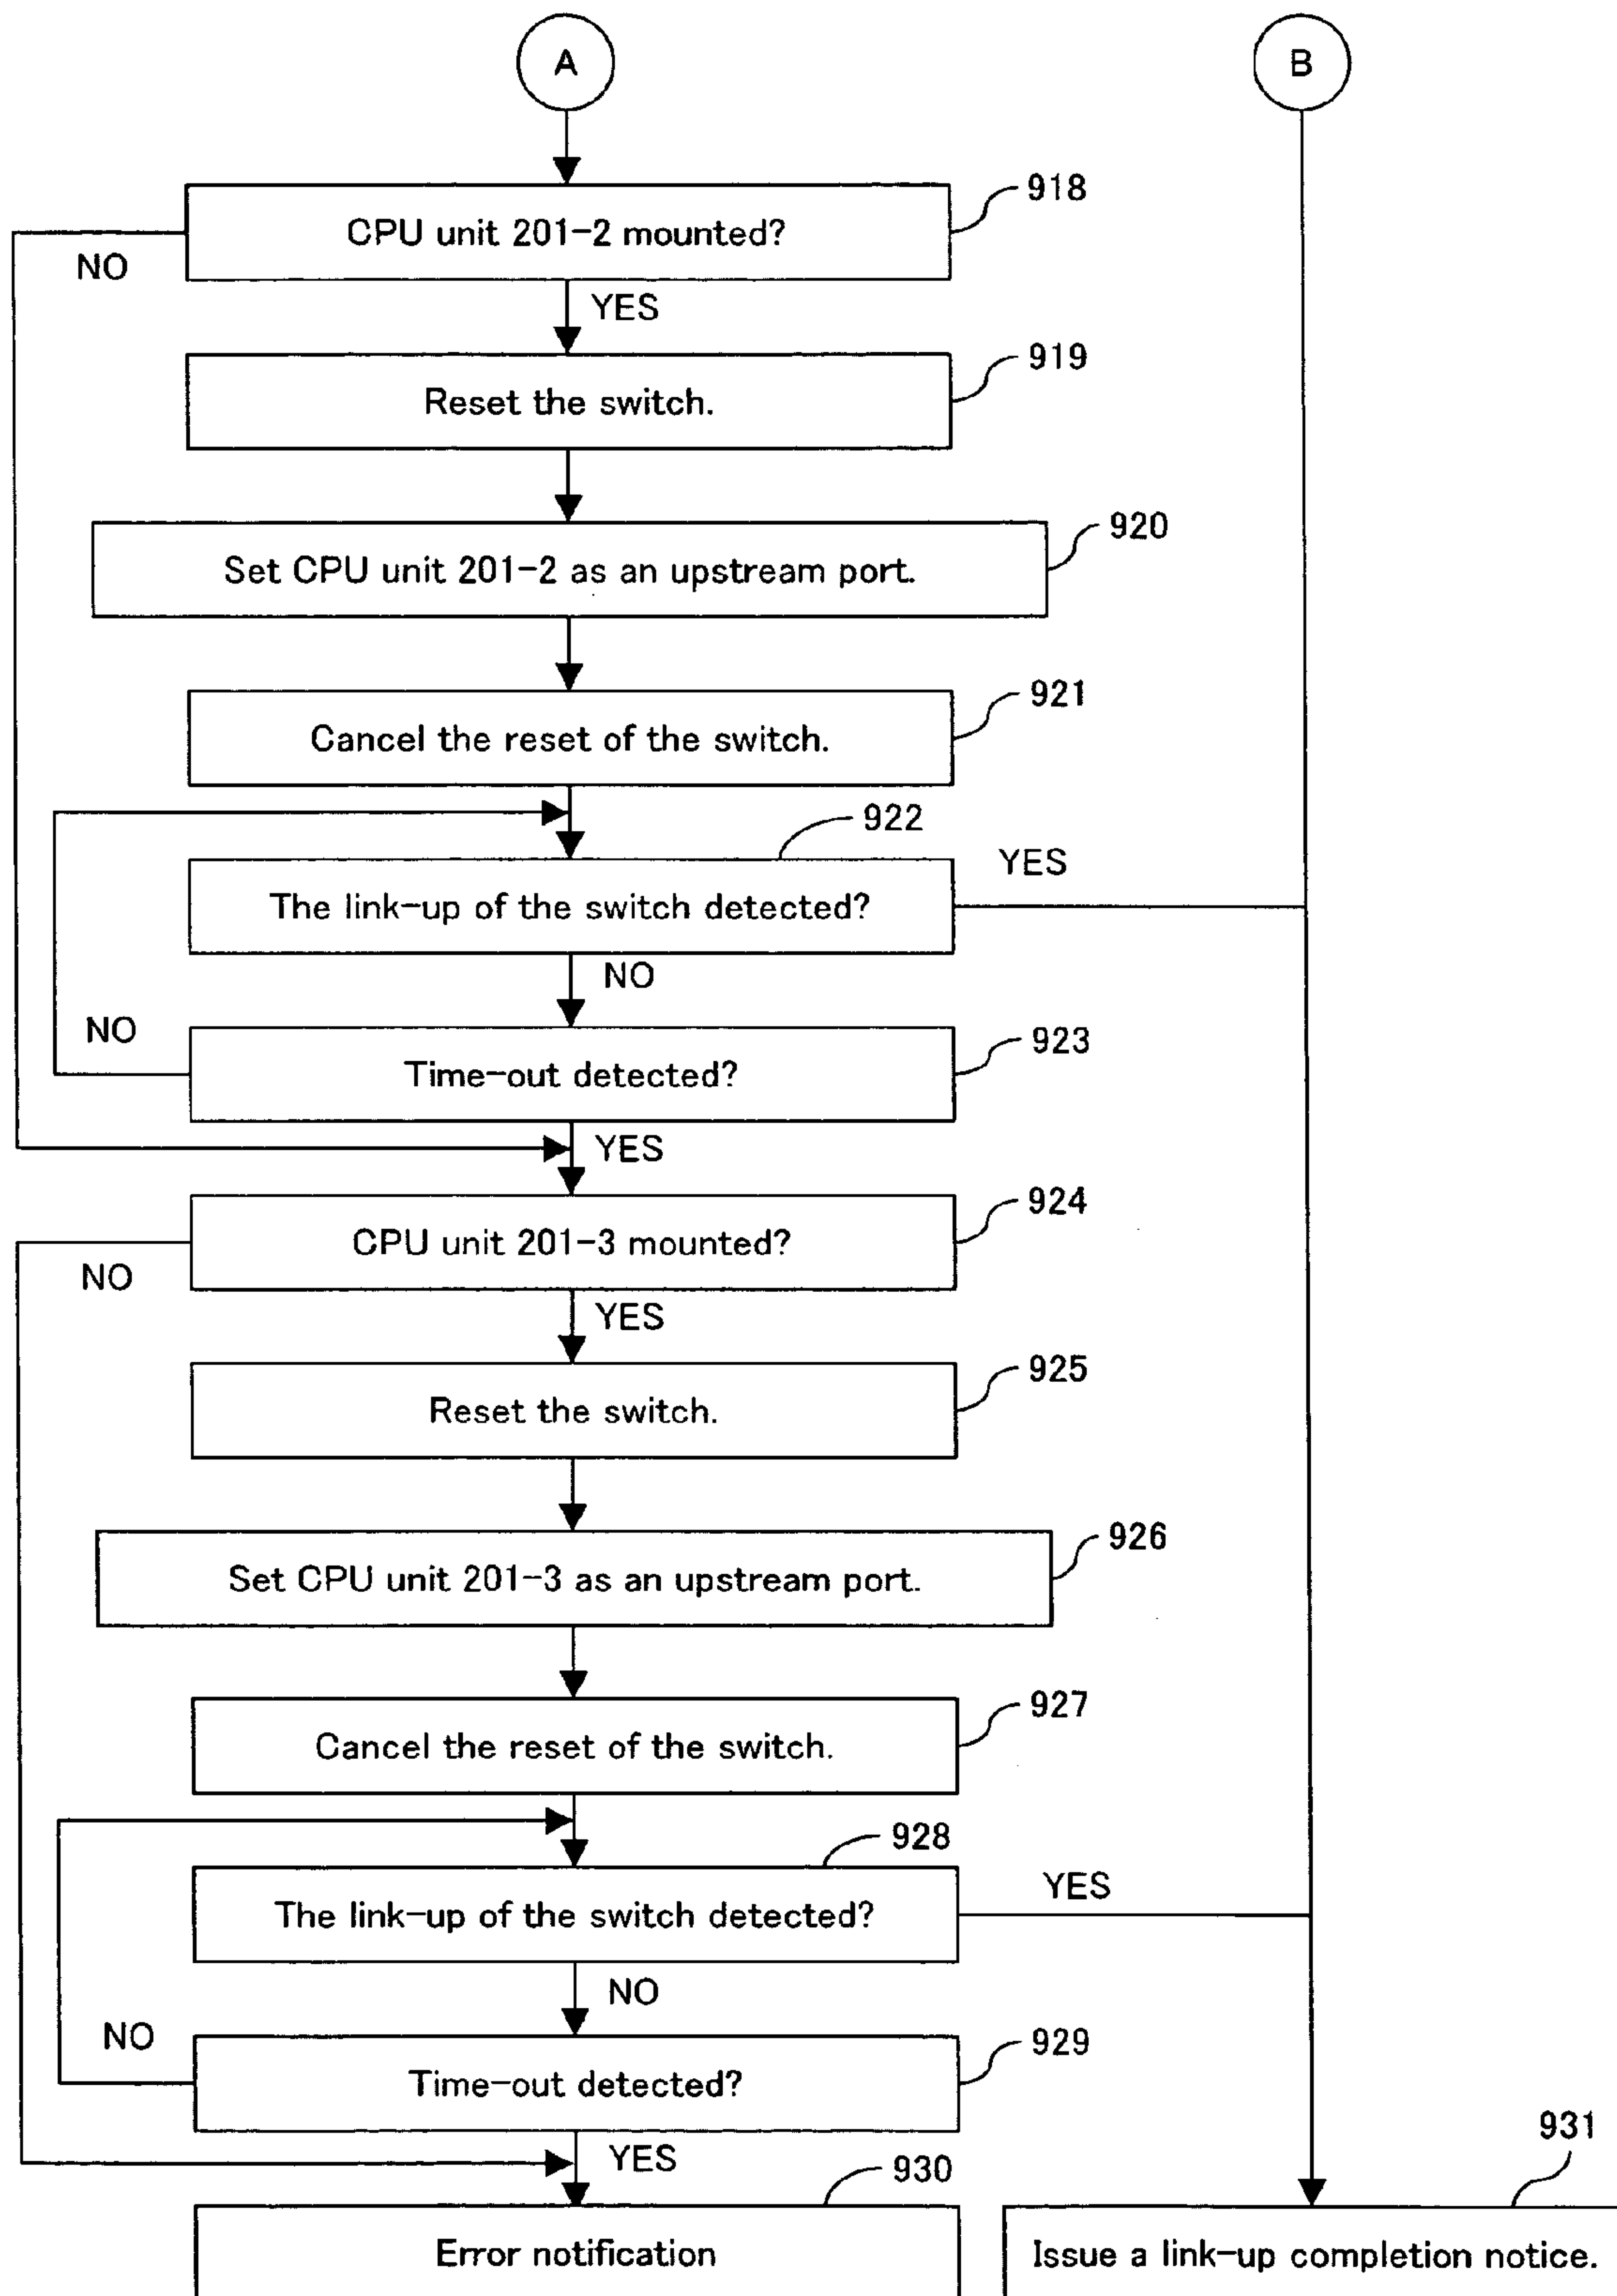 A
B
918
CPU unit 201-2 mounted?
NO
YES
919
Reset the switch.
920
Set CPU unit 201-2 as an upstream port.
921
Cancel the reset of the switch.
922
YES
The link-up of the switch detected?
NO
NO
923
Time-out detected?
YES
924
CPU unit 201-3 mounted?
NO
YES
925
Reset the switch.
926
Set CPU unit 201-3 as an upstream port.
927
Cancel the reset of the switch.
928
YES
The link-up of the switch detected?
NO
NO
929
Time-out detected?
YES
930
931
Error notification
Issue a link-up completion notice.